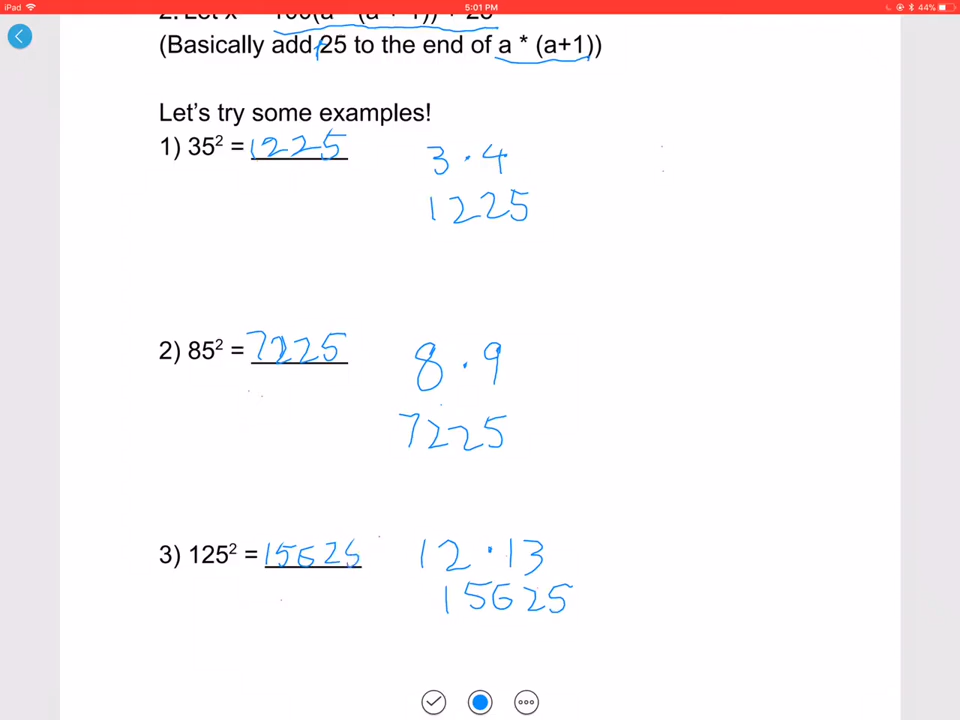 iPad 5:01 PM 44%
(Basically add 25 to the end of a * (a+1))
Let's try some examples!
1) 35² = 1225 3 · 4
1225
2) 85² = 7225 8 · 9
7225
3) 125² = 15625 12 · 13
15625